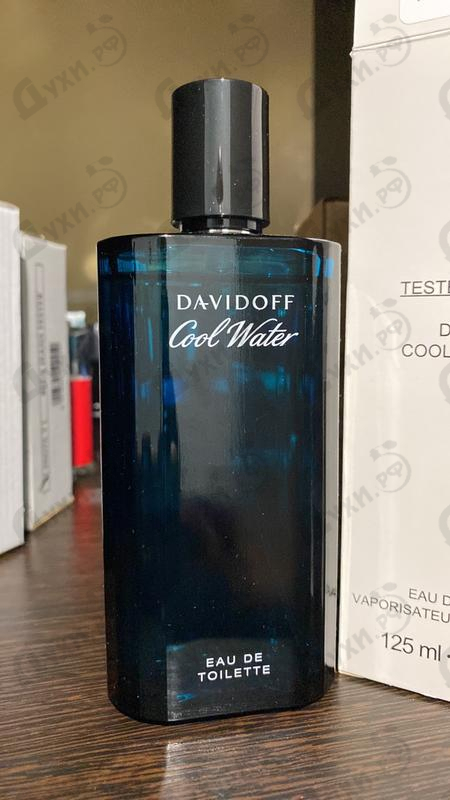 DAVIDOFF
Cool Water
EAU DE
TOILETTE
TESTE
D
COOL
EAU D
VAPORISATEU
125 ml
Духи.РФ